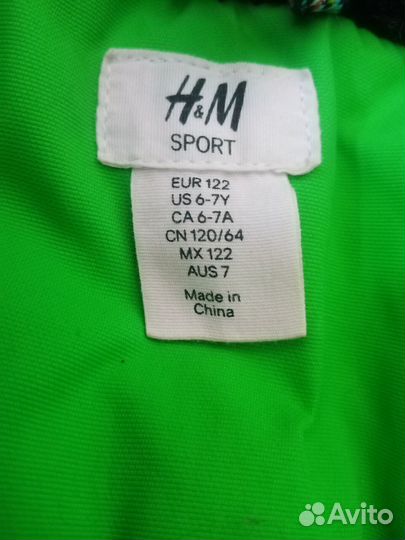 H&M
SPORT
EUR 122
US 6-7Y
CA 6-7A
CN 120/64
MX 122
AUS 7
Made in
China
Avito